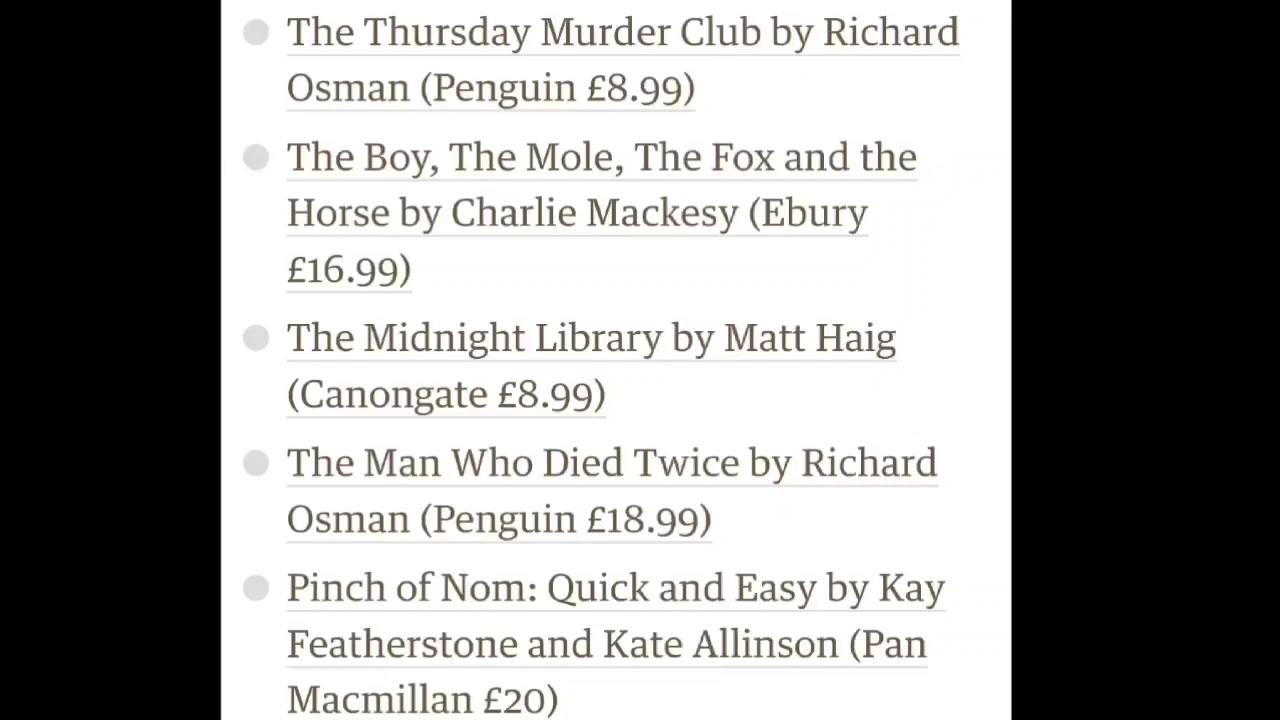 The Thursday Murder Club by Richard
Osman (Penguin £8.99)
The Boy, The Mole, The Fox and the
Horse by Charlie Mackesy (Ebury
£16.99)
The Midnight Library by Matt Haig
(Canongate £8.99)
The Man Who Died Twice by Richard
Osman (Penguin £18.99)
Pinch of Nom: Quick and Easy by Kay
Featherstone and Kate Allinson (Pan
Macmillan £20)